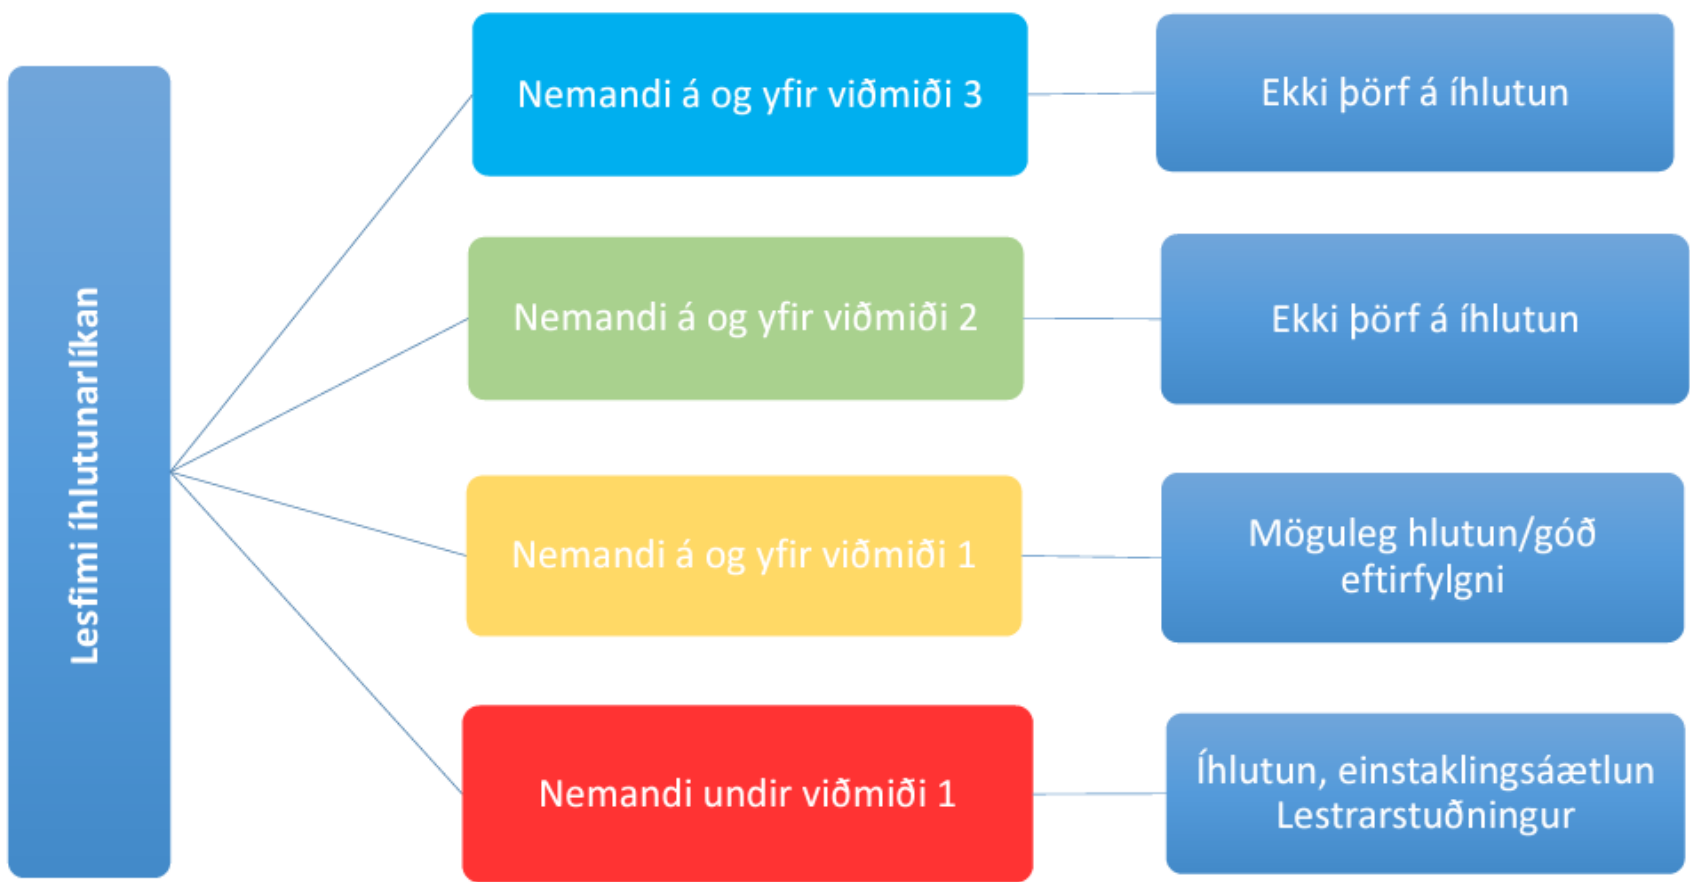 Lesfimi íhlutunarlíkan
Nemandi á og yfir viðmiði 3
Ekki þörf á íhlutun
Nemandi á og yfir viðmiði 2
Ekki þörf á íhlutun
Nemandi á og yfir viðmiði 1
Möguleg hlutun/góð
eftirfylgni
Nemandi undir viðmiði 1
Íhlutun, einstaklingsáætlun
Lestrarstuðningur